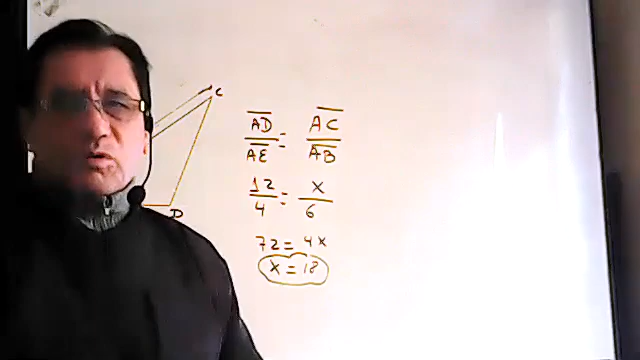 C
D
AD/AE = AC/AB
12/4 = x/6
72 = 4x
x = 18